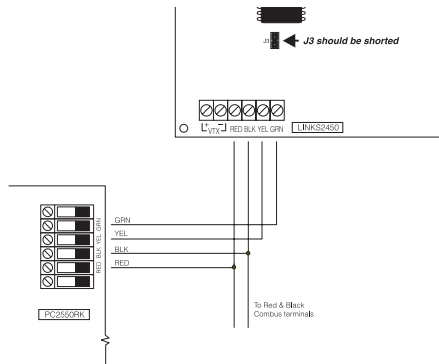 J3
J3 should be shorted
+ −
VTX RED BLK YEL GRN
LINKS2450
GRN
YEL
BLK
RED
RED BLK YEL GRN
To Red & Black
Combus terminals
PC2550RK